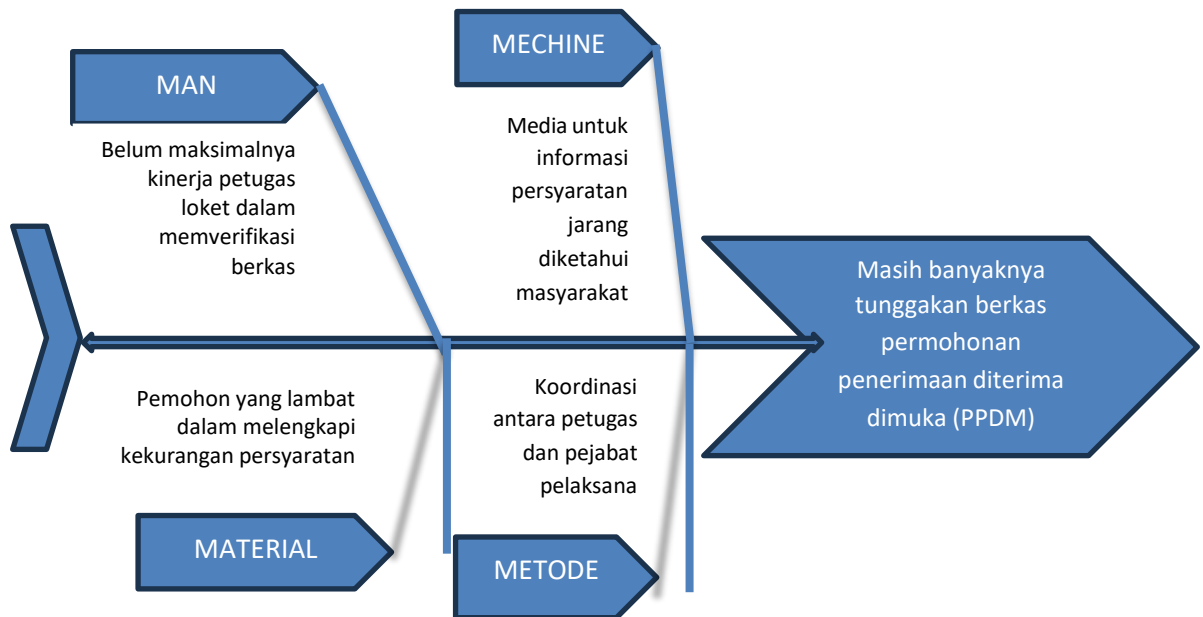 MAN
Belum maksimalnya
kinerja petugas
loket dalam
memverifikasi
berkas
MECHINE
Media untuk
informasi
persyaratan
jarang
diketahui
masyarakat
Pemohon yang lambat
dalam melengkapi
kekurangan persyaratan
MATERIAL
Koordinasi
antara petugas
dan pejabat
pelaksana
METODE
Masih banyaknya
tunggakan berkas
permohonan
penerimaan diterima
dimuka (PPDM)